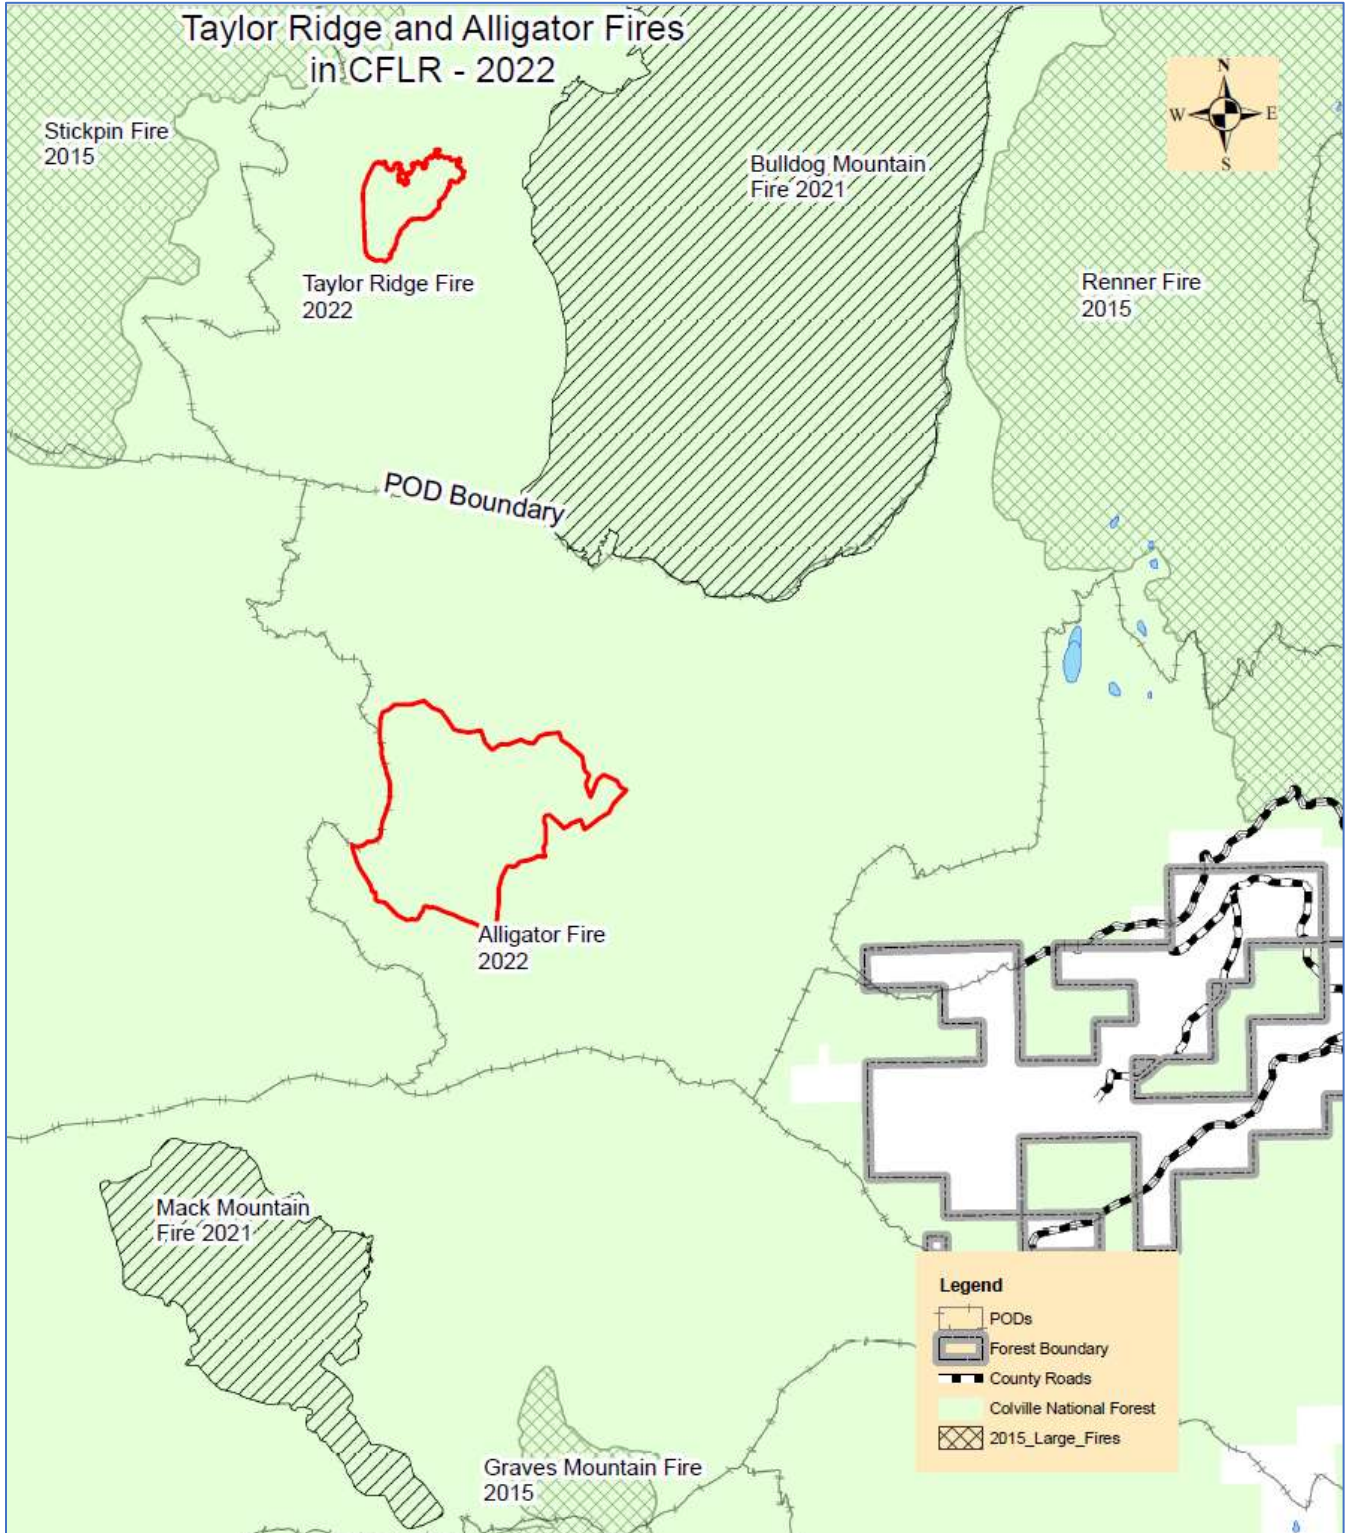 Taylor Ridge and Alligator Fires
in CFLR - 2022
N
W E
S
Stickpin Fire
2015
Bulldog Mountain
Fire 2021
Taylor Ridge Fire
2022
Renner Fire
2015
POD Boundary
Alligator Fire
2022
Mack Mountain
Fire 2021
Graves Mountain Fire
2015
Legend
PODs
Forest Boundary
County Roads
Colville National Forest
2015_Large_Fires